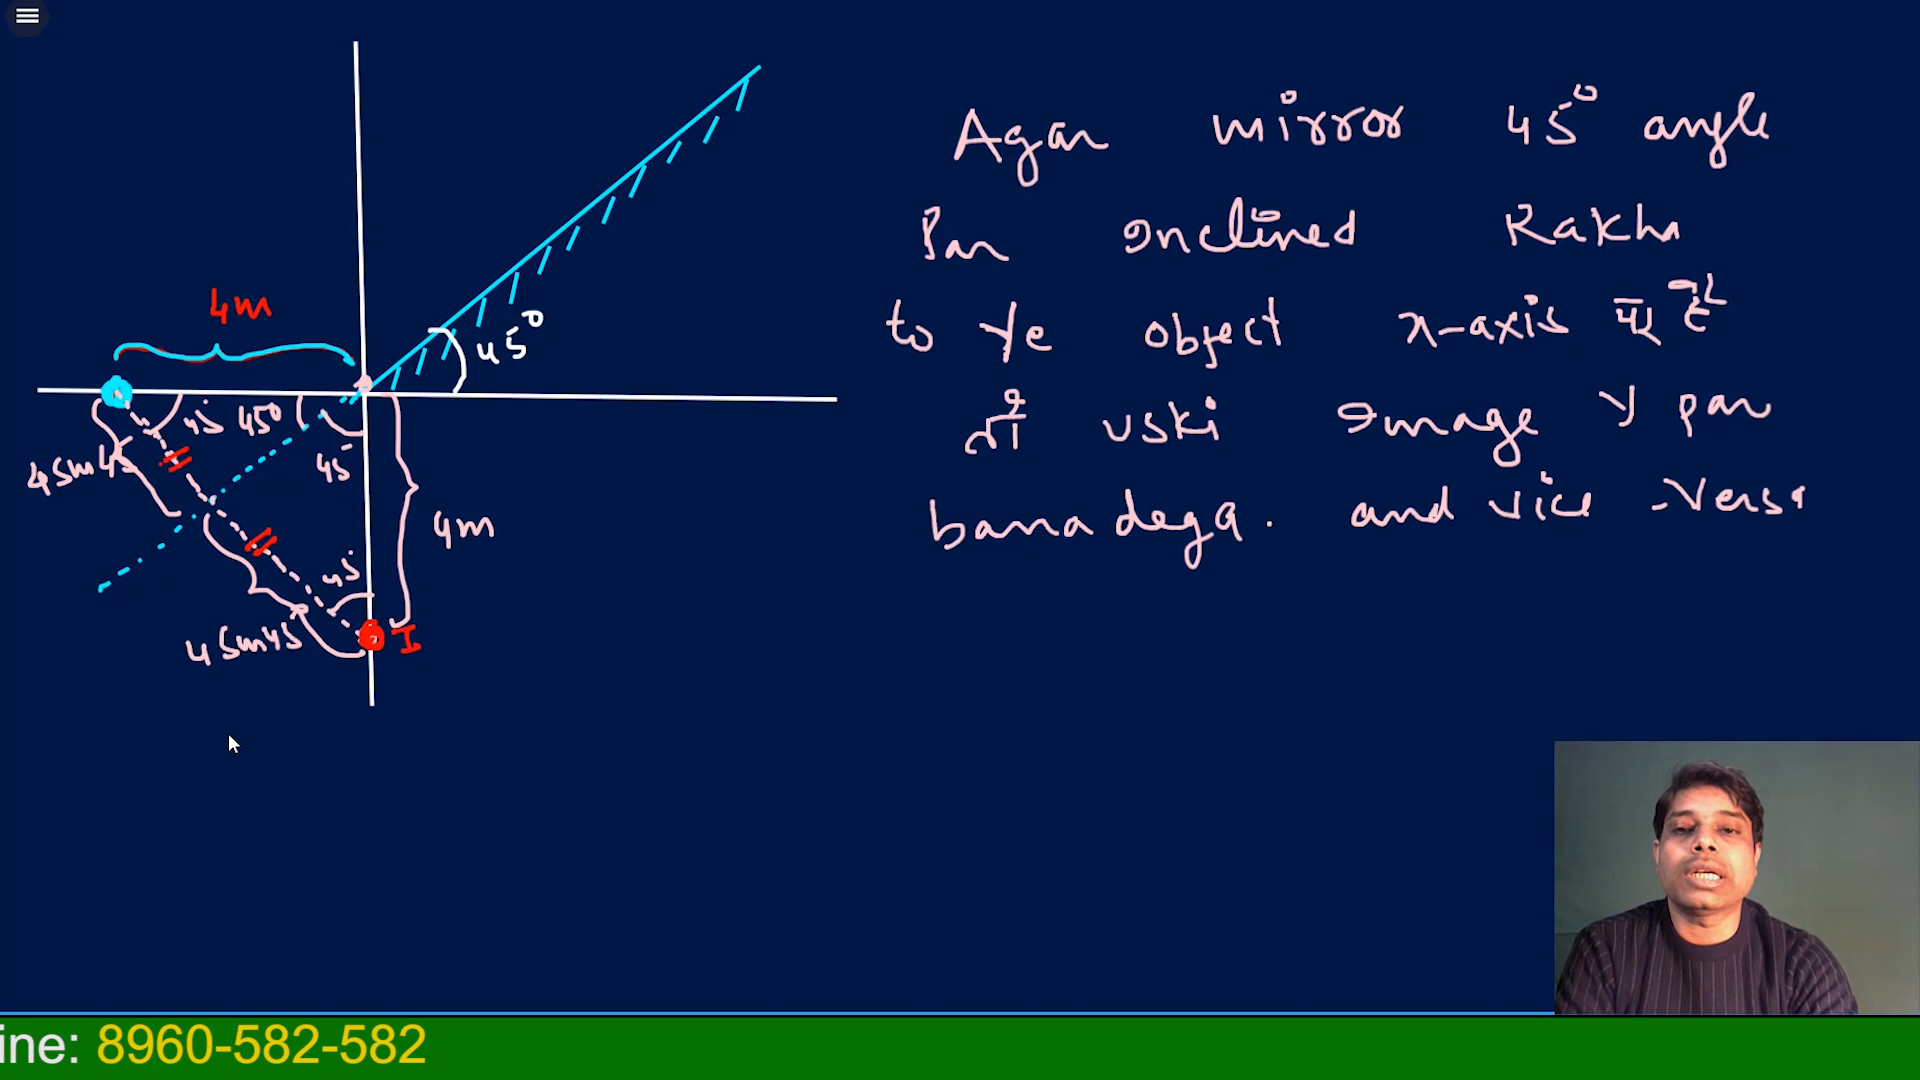 4m
45°
45
45°
45
4 Sin 45
4m
45
4 Sin 45
I
Agar mirror 45° angle
Par Inclined Rakha
to ye object x-axis पर है
तो uski Image Y par
bana dega. and vice-versa
ine: 8960-582-582